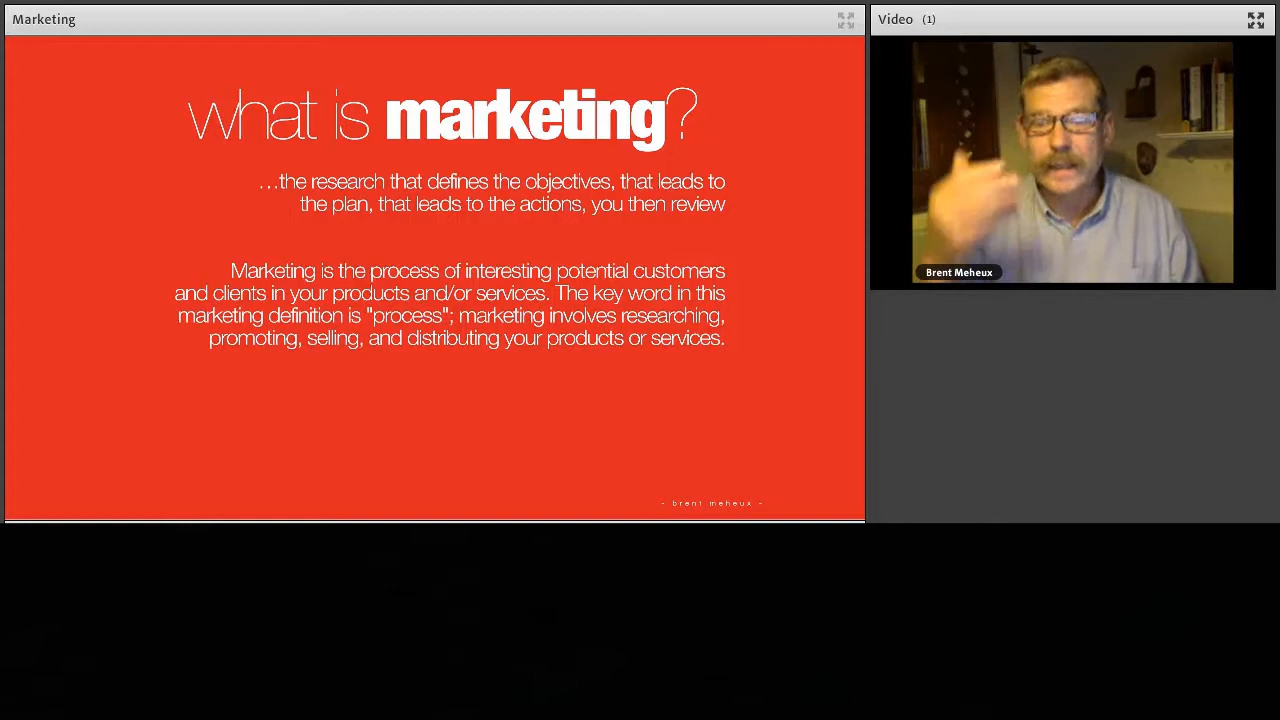 Marketing
Video (1)
what is marketing?
…the research that defines the objectives, that leads to
the plan, that leads to the actions, you then review
Marketing is the process of interesting potential customers
and clients in your products and/or services. The key word in this
marketing definition is "process"; marketing involves researching,
promoting, selling, and distributing your products or services.
- brent meheux -
Brent Meheux